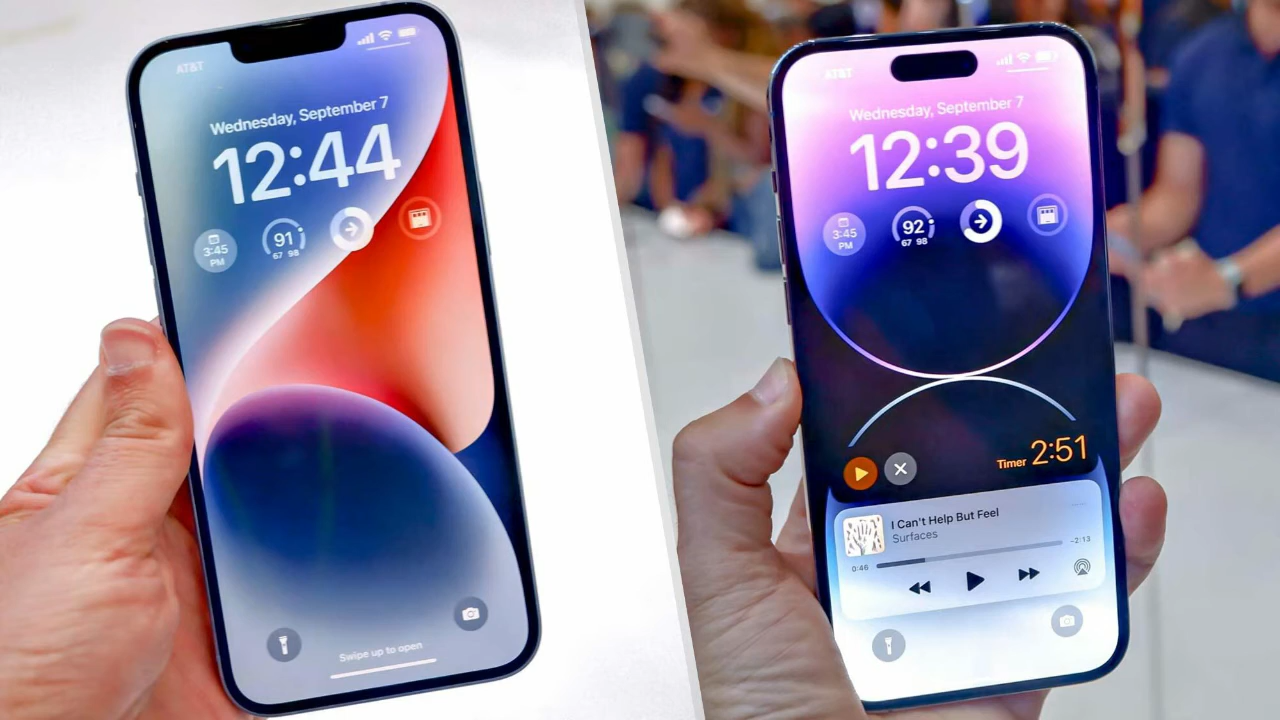 AT&T
Wednesday, September 7
12:44
3:45
PM
91
67 98
Swipe up to open
AT&T
Wednesday, September 7
12:39
3:45
PM
92
67 98
Timer 2:51
I Can't Help But Feel
Surfaces
0:46
-2:13